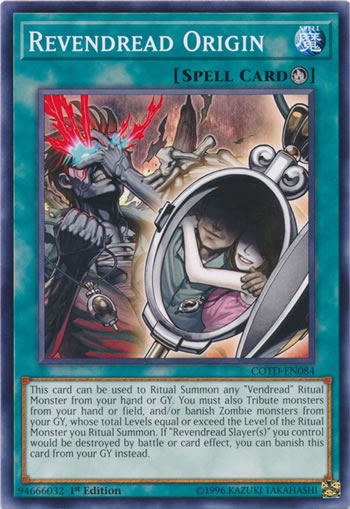 REVENDREAD ORIGIN
SPELL
魔
[SPELL CARD]
COTD-EN084
This card can be used to Ritual Summon any "Vendread" Ritual
Monster from your hand or GY. You must also Tribute monsters
from your hand or field, and/or banish Zombie monsters from
your GY, whose total Levels equal or exceed the Level of the Ritual
Monster you Ritual Summon. If "Revendread Slayer(s)" you control
would be destroyed by battle or card effect, you can banish this
card from your GY instead.
94666032 1st Edition ©1996 KAZUKI TAKAHASHI